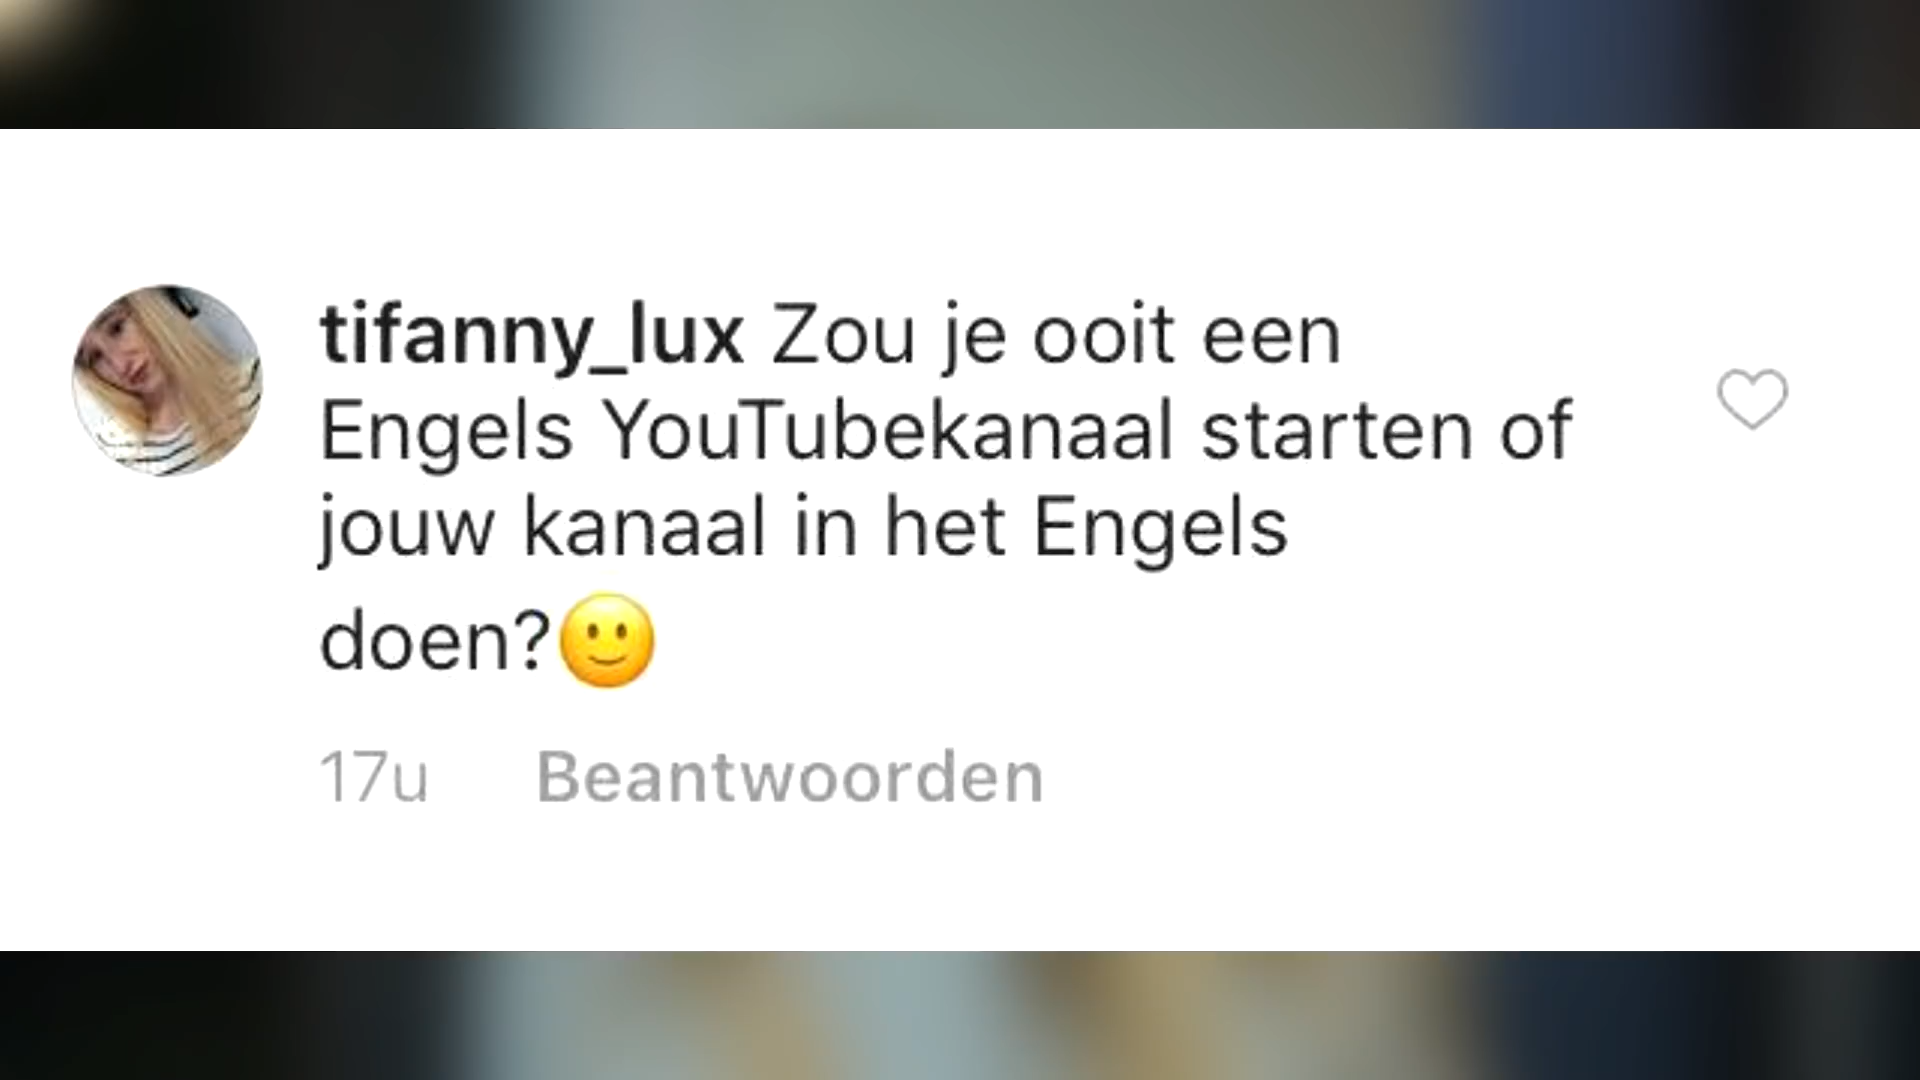 tifanny_lux Zou je ooit een
Engels YouTubekanaal starten of
jouw kanaal in het Engels
doen?🙂
17u Beantwoorden